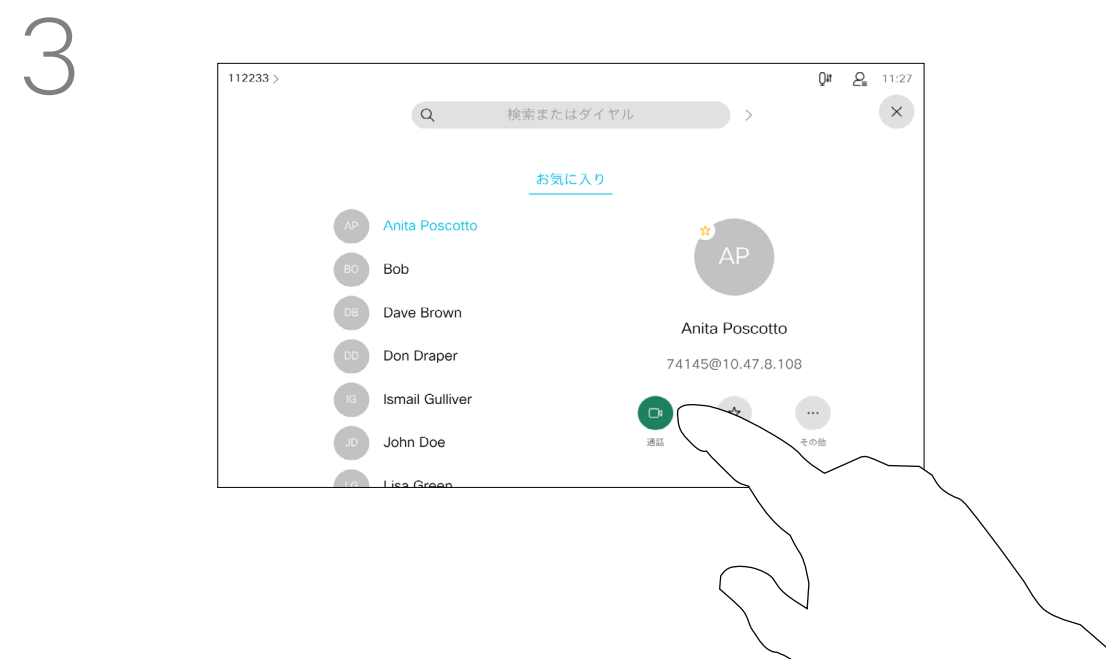 3
112233 >
11:27
検索またはダイヤル
お気に入り
AP Anita Poscotto
BO Bob
DB Dave Brown
DD Don Draper
IG Ismail Gulliver
JD John Doe
LG Lisa Green
AP
Anita Poscotto
74145@10.47.8.108
通話
その他